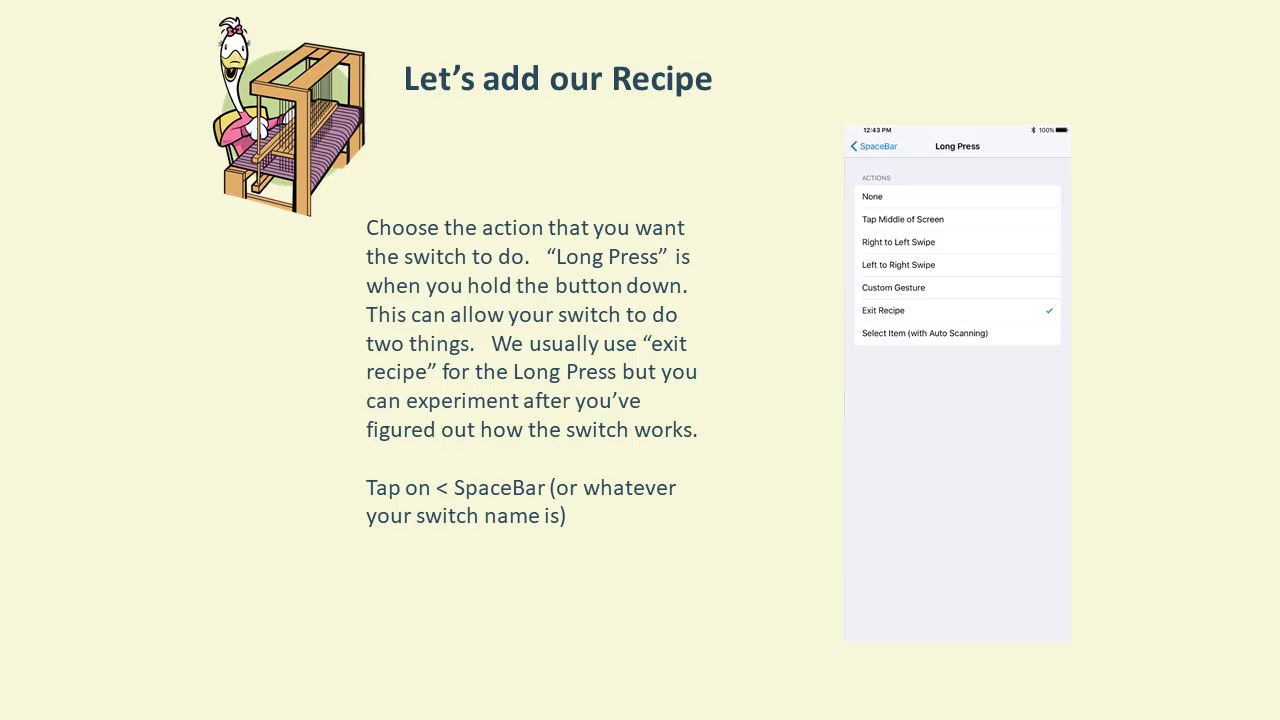 Let’s add our Recipe
Choose the action that you want
the switch to do.   “Long Press” is
when you hold the button down.
This can allow your switch to do
two things.   We usually use “exit
recipe” for the Long Press but you
can experiment after you’ve
figured out how the switch works.
Tap on < SpaceBar (or whatever
your switch name is)
12:43 PM 100%
SpaceBar Long Press
ACTIONS
None
Tap Middle of Screen
Right to Left Swipe
Left to Right Swipe
Custom Gesture
Exit Recipe
Select Item (with Auto Scanning)